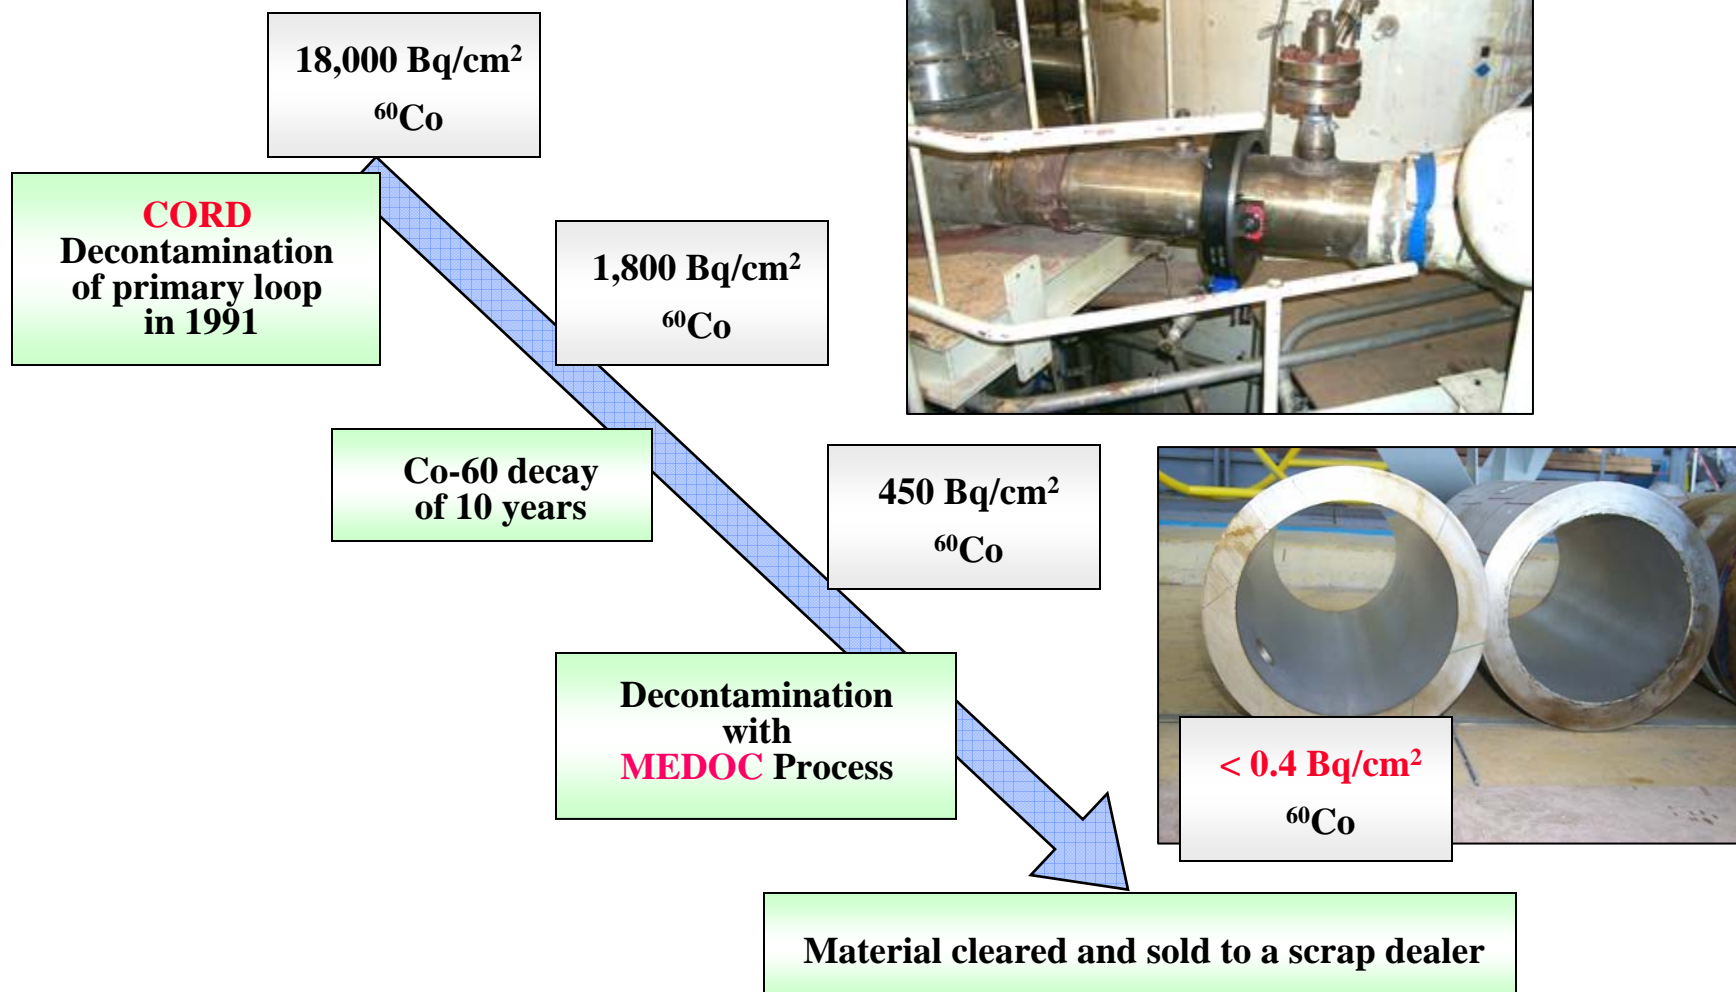 18,000 Bq/cm²
⁶⁰Co
CORD
Decontamination
of primary loop
in 1991
1,800 Bq/cm²
⁶⁰Co
Co-60 decay
of 10 years
450 Bq/cm²
⁶⁰Co
Decontamination
with
MEDOC Process
< 0.4 Bq/cm²
⁶⁰Co
Material cleared and sold to a scrap dealer